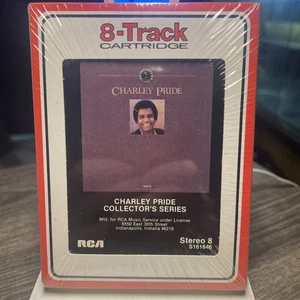 8-Track
CARTRIDGE
CHARLEY PRIDE
CHARLEY PRIDE
COLLECTOR'S SERIES
Mfd. for RCA Music Service under License
6550 East 30th Street
Indianapolis, Indiana 46219
RCA
Stereo 8
S161646